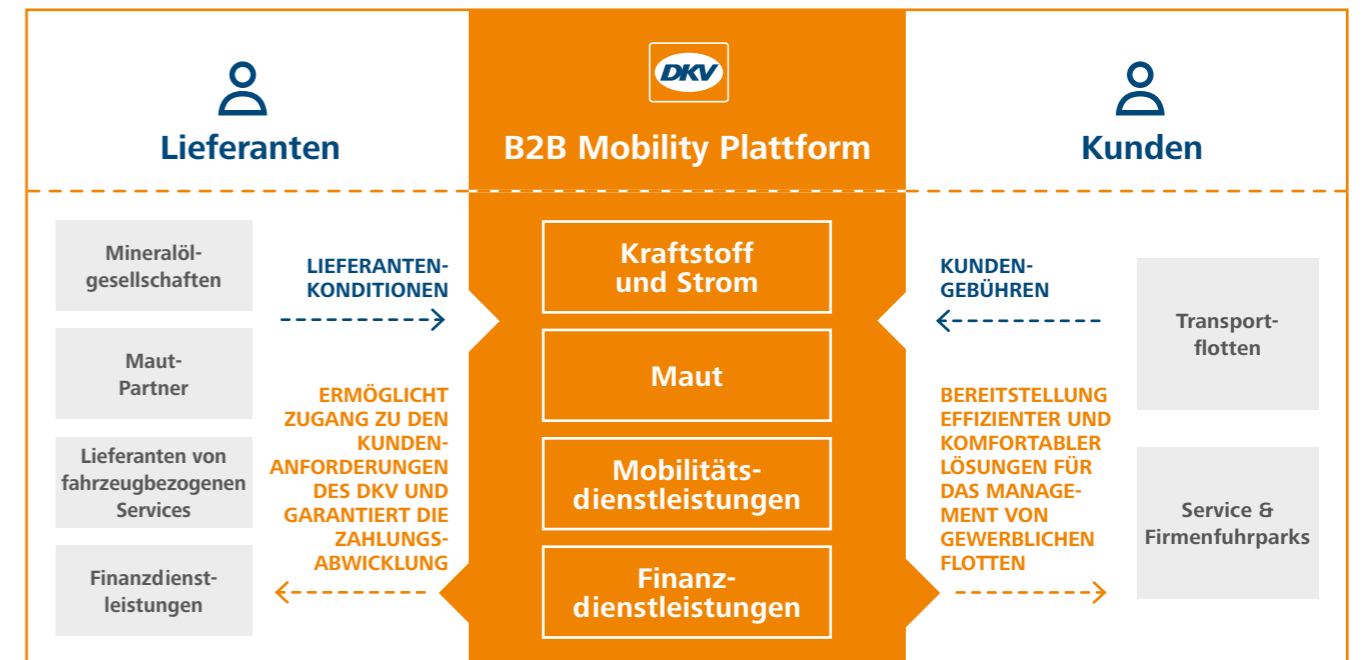 DKV
Lieferanten
B2B Mobility Plattform
Kunden
Mineralöl-
gesellschaften
Maut-
Partner
Lieferanten von
fahrzeugbezogenen
Services
Finanzdienst-
leistungen
LIEFERANTEN-
KONDITIONEN
ERMÖGLICHT
ZUGANG ZU DEN
KUNDEN-
ANFORDERUNGEN
DES DKV UND
GARANTIERT DIE
ZAHLUNGS-
ABWICKLUNG
Kraftstoff
und Strom
Maut
Mobilitäts-
dienstleistungen
Finanz-
dienstleistungen
KUNDEN-
GEBÜHREN
BEREITSTELLUNG
EFFIZIENTER UND
KOMFORTABLER
LÖSUNGEN FÜR
DAS MANAGE-
MENT VON
GEWERBLICHEN
FLOTTEN
Transport-
flotten
Service &
Firmenfuhrparks